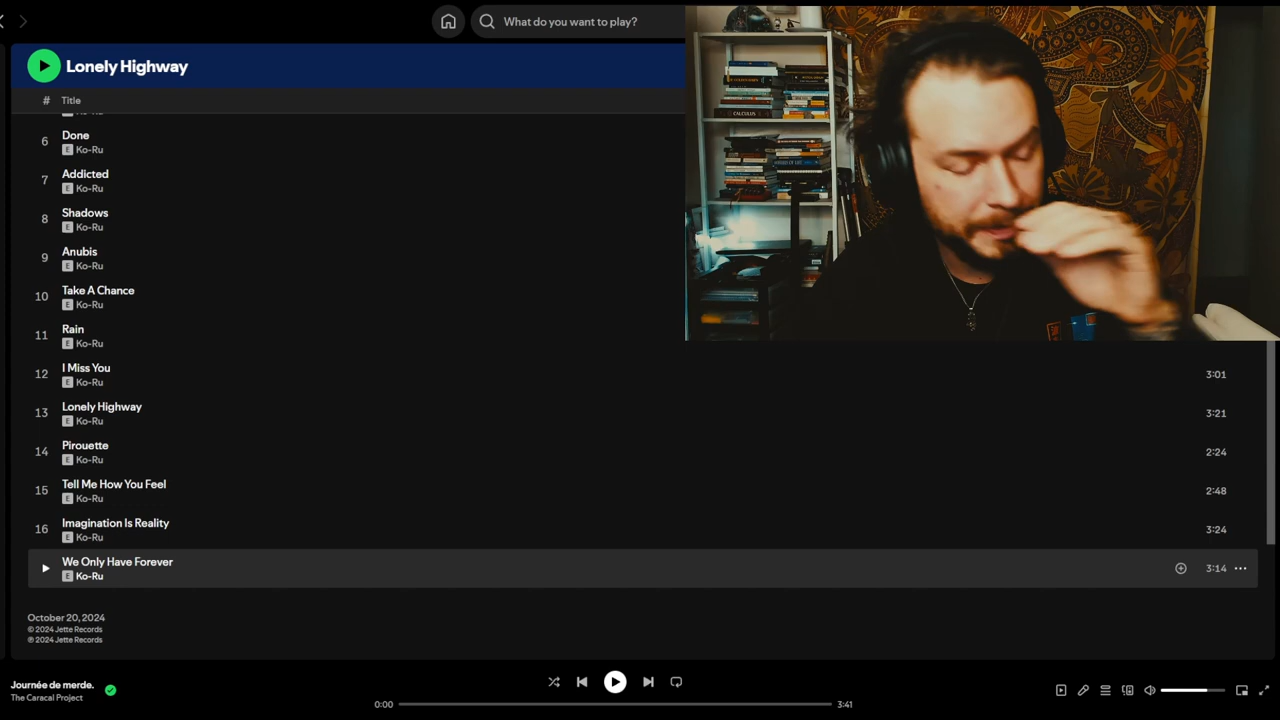 What do you want to play?
Lonely Highway
# Title
6 Done
E Ko-Ru
7 Addicted
E Ko-Ru
8 Shadows
E Ko-Ru
9 Anubis
E Ko-Ru
10 Take A Chance
E Ko-Ru
11 Rain
E Ko-Ru
12 I Miss You 3:01
E Ko-Ru
13 Lonely Highway 3:21
E Ko-Ru
14 Pirouette 2:24
E Ko-Ru
15 Tell Me How You Feel 2:48
E Ko-Ru
16 Imagination Is Reality 3:24
E Ko-Ru
We Only Have Forever 3:14
E Ko-Ru
October 20, 2024
© 2024 Jette Records
℗ 2024 Jette Records
Journée de merde.
The Caracal Project
0:00 3:41
CALCULUS